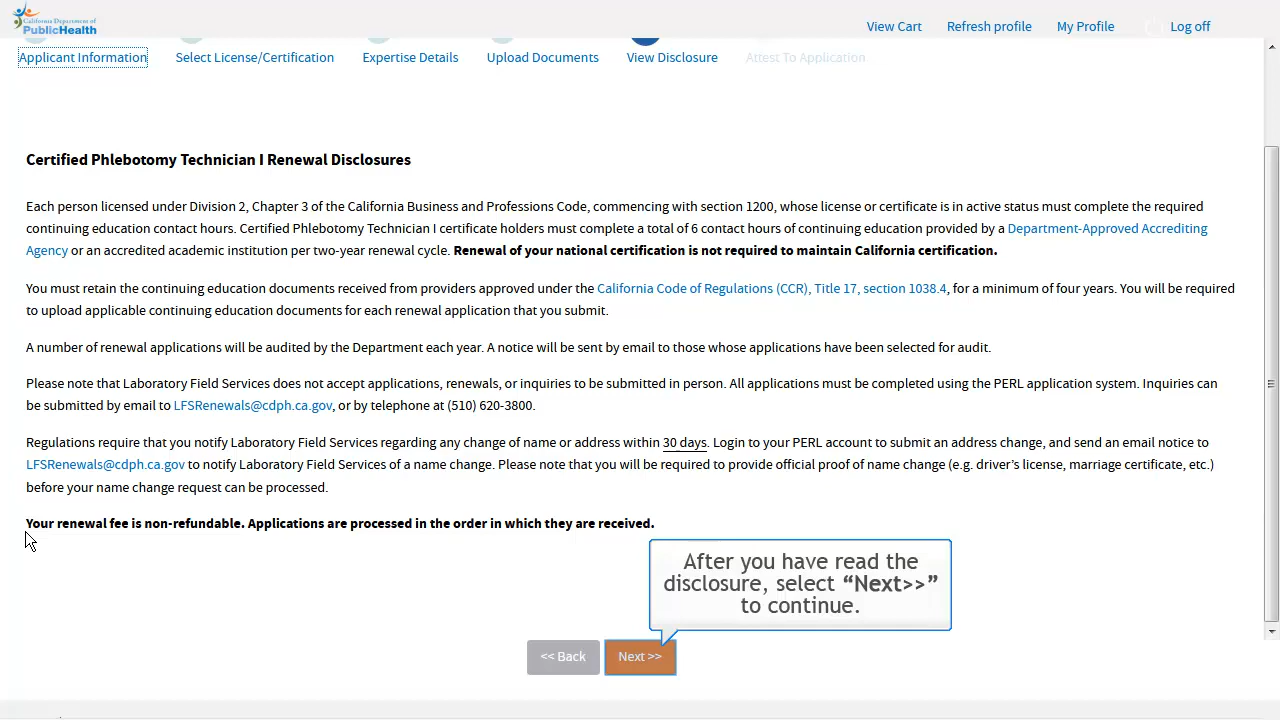 California Department of
PublicHealth
View Cart Refresh profile My Profile Log off
Applicant Information Select License/Certification Expertise Details Upload Documents View Disclosure Attest To Application
Certified Phlebotomy Technician I Renewal Disclosures
Each person licensed under Division 2, Chapter 3 of the California Business and Professions Code, commencing with section 1200, whose license or certificate is in active status must complete the required
continuing education contact hours. Certified Phlebotomy Technician I certificate holders must complete a total of 6 contact hours of continuing education provided by a Department-Approved Accrediting
Agency or an accredited academic institution per two-year renewal cycle. Renewal of your national certification is not required to maintain California certification.
You must retain the continuing education documents received from providers approved under the California Code of Regulations (CCR), Title 17, section 1038.4, for a minimum of four years. You will be required
to upload applicable continuing education documents for each renewal application that you submit.
A number of renewal applications will be audited by the Department each year. A notice will be sent by email to those whose applications have been selected for audit.
Please note that Laboratory Field Services does not accept applications, renewals, or inquiries to be submitted in person. All applications must be completed using the PERL application system. Inquiries can
be submitted by email to LFSRenewals@cdph.ca.gov, or by telephone at (510) 620-3800.
Regulations require that you notify Laboratory Field Services regarding any change of name or address within 30 days. Login to your PERL account to submit an address change, and send an email notice to
LFSRenewals@cdph.ca.gov to notify Laboratory Field Services of a name change. Please note that you will be required to provide official proof of name change (e.g. driver's license, marriage certificate, etc.)
before your name change request can be processed.
Your renewal fee is non-refundable. Applications are processed in the order in which they are received.
After you have read the
disclosure, select “Next>>”
to continue.
<< Back Next >>